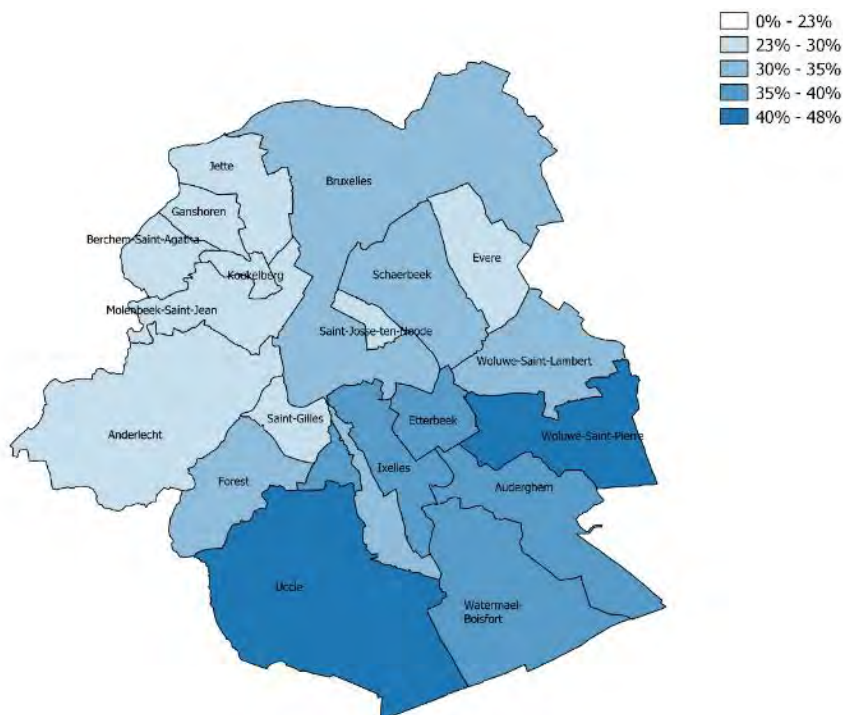 0% - 23%
23% - 30%
30% - 35%
35% - 40%
40% - 48%
Jette
Bruxelles
Ganshoren
Berchem-Saint-Agatha
Evere
Koekelberg
Schaerbeek
Molenbeek-Saint-Jean
Saint-Josse-ten-Noode
Woluwe-Saint-Lambert
Saint-Gilles
Etterbeek
Anderlecht
Woluwe-Saint-Pierre
Ixelles
Forest
Auderghem
Uccle
Watermael-
Boisfort